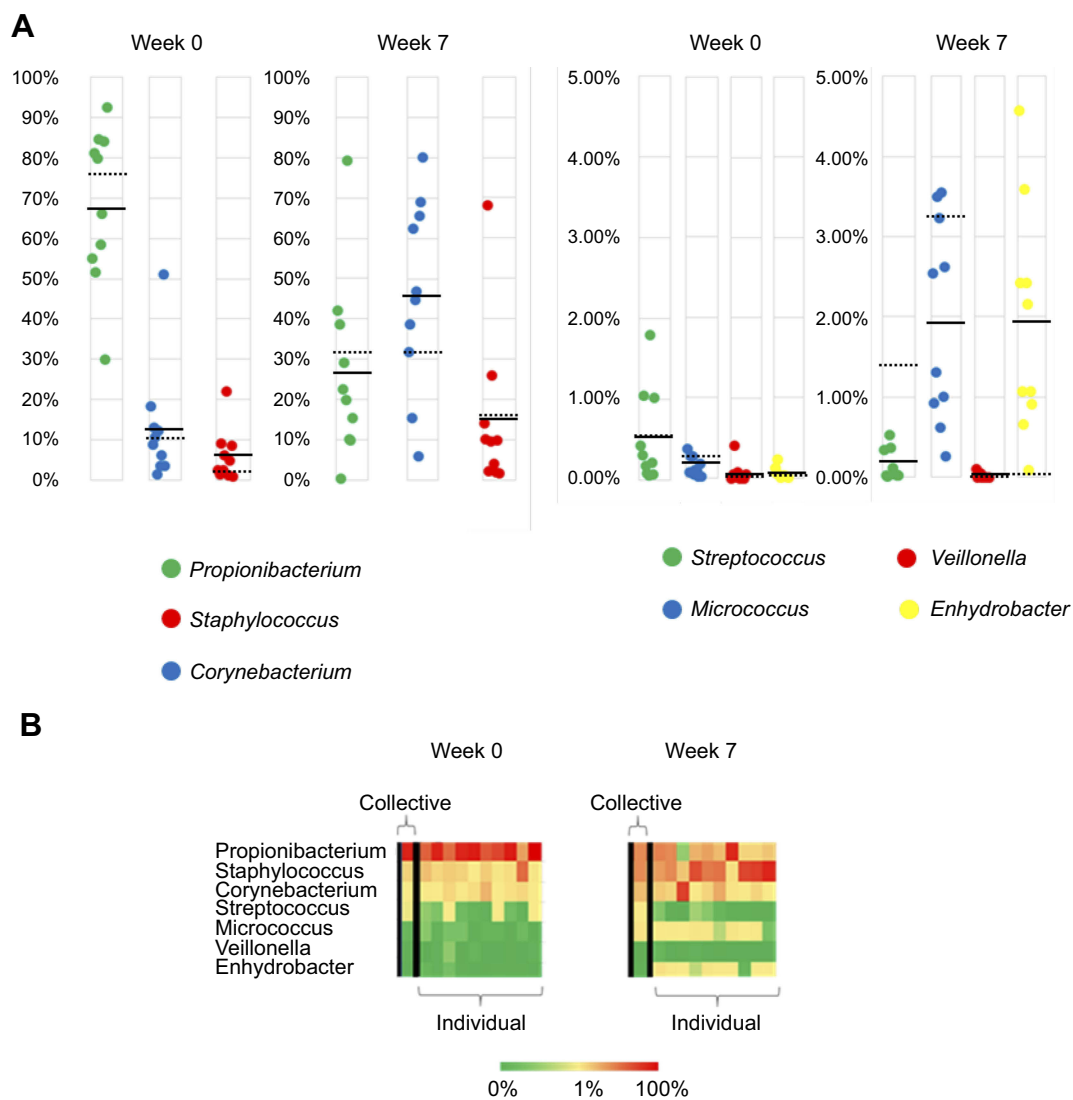 A
Week 0 Week 7 Week 0 Week 7
100% 100% 5.00% 5.00%
90% 90%
80% 80% 4.00% 4.00%
70% 70%
60% 60% 3.00% 3.00%
50% 50%
40% 40% 2.00% 2.00%
30% 30%
20% 20% 1.00% 1.00%
10% 10%
0% 0% 0.00% 0.00%
Propionibacterium
Staphylococcus
Corynebacterium
Streptococcus Veillonella
Micrococcus Enhydrobacter
B
Week 0 Week 7
Collective Collective
Propionibacterium
Staphylococcus
Corynebacterium
Streptococcus
Micrococcus
Veillonella
Enhydrobacter
Individual Individual
0% 1% 100%